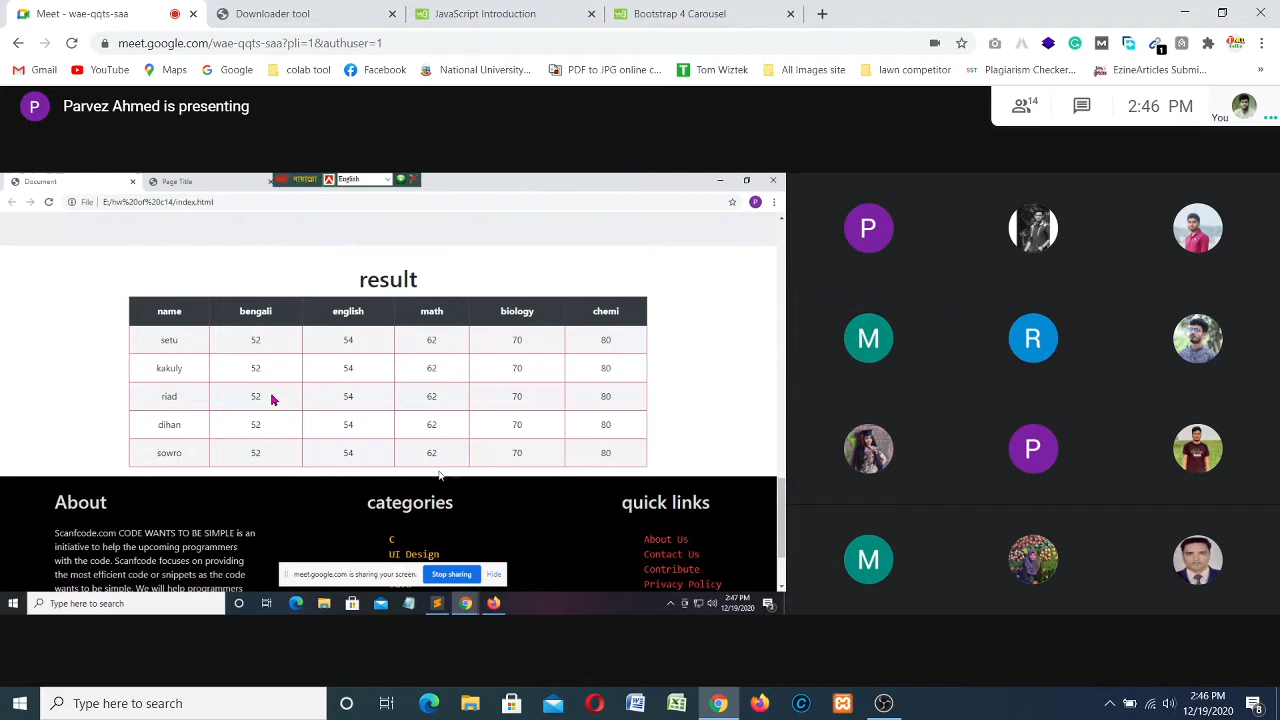 Meet – wae-qqts-saa
Downloader tool
JavaScript Introduction
Bootstrap 4 Carousel
meet.google.com/wae-qqts-saa?pli=1&authuser=1
1
Gmail
YouTube
Maps
Google
colab tool
Facebook
National University...
PDF to JPG online c...
Tom Wiztek
All Images site
lawn competitor
SST Plagiarism Checker...
EzineArticles Submi...
»
P
Parvez Ahmed is presenting
14
2:46 PM
You
Document
Page Title
English
File
E:/hw%20of%20c14/index.html
P
result
name bengali english math biology chemi
setu 52 54 62 70 80
kakuly 52 54 62 70 80
riad 52 54 62 70 80
dihan 52 54 62 70 80
sowro 52 54 62 70 80
About
Scanfcode.com CODE WANTS TO BE SIMPLE is an
initiative to help the upcoming programmers
with the code. Scanfcode focuses on providing
the most efficient code or snippets as the code
wants to be simple. We will help programmers
categories
C
UI Design
quick links
About Us
Contact Us
Contribute
Privacy Policy
meet.google.com is sharing your screen.
Stop sharing
Hide
Type here to search
2:47 PM
12/19/2020
P
M
R
P
M
Type here to search
2:46 PM
12/19/2020
8